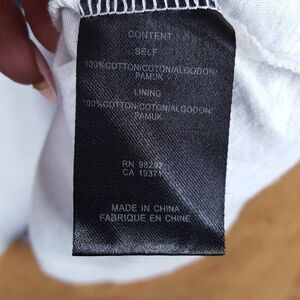 CONTENT
SELF
100%COTTON/COTON/ALGODON/
PAMUK
LINING
100%COTTON/COTON/ALGODON/
PAMUK
RN 98297
CA 19371
MADE IN CHINA
FABRIQUE EN CHINE